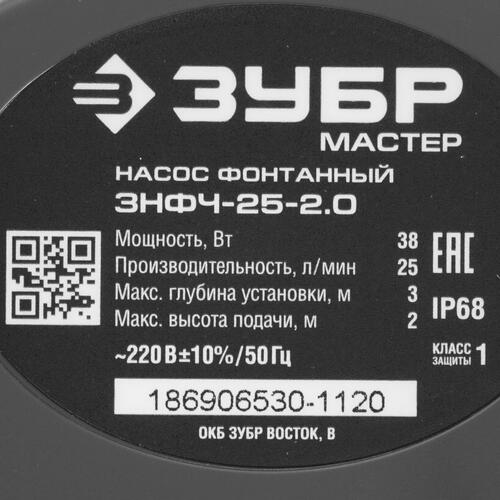 ЗУБР
МАСТЕР
НАСОС ФОНТАННЫЙ
ЗНФЧ-25-2.0
Мощность, Вт 38
Производительность, л/мин 25
Макс. глубина установки, м 3
Макс. высота подачи, м 2
EAC
IP68
КЛАСС ЗАЩИТЫ 1
~220 В±10%/50 Гц
186906530-1120
ОКБ ЗУБР ВОСТОК, В